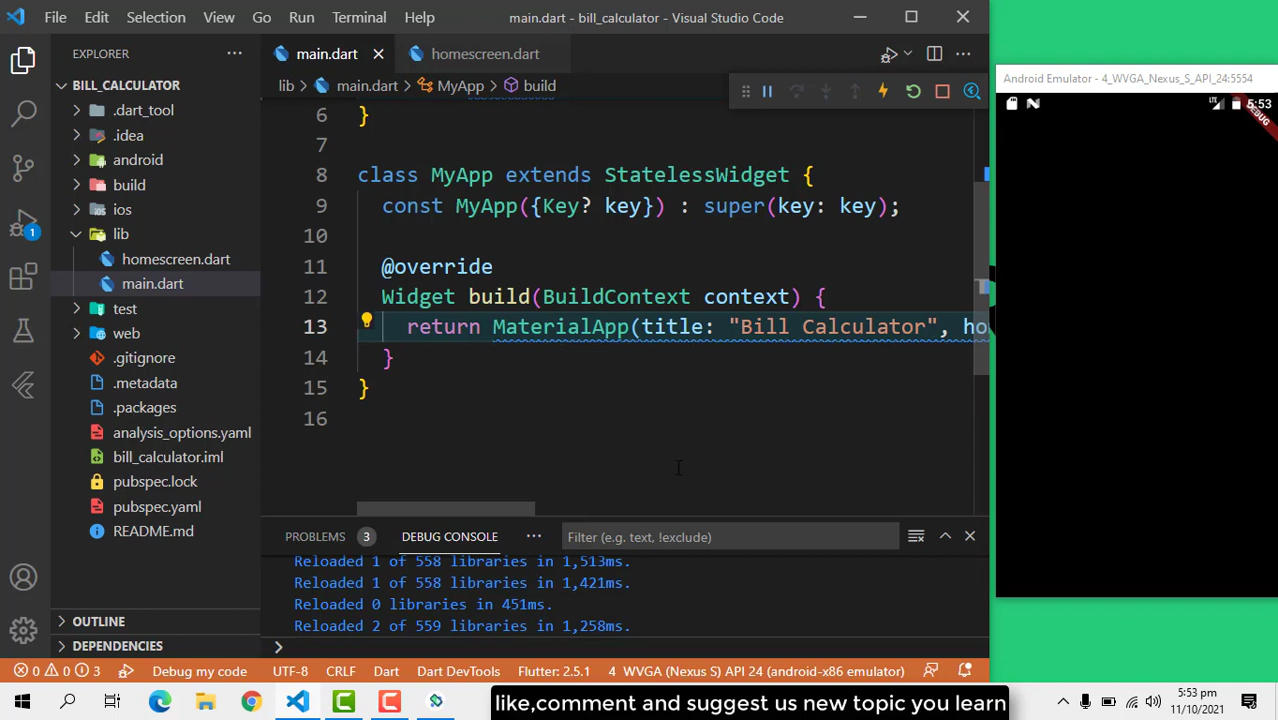 File Edit Selection View Go Run Terminal Help
main.dart - bill_calculator - Visual Studio Code
EXPLORER
BILL_CALCULATOR
.dart_tool
.idea
android
build
ios
lib
homescreen.dart
main.dart
test
web
.gitignore
.metadata
.packages
analysis_options.yaml
bill_calculator.iml
pubspec.lock
pubspec.yaml
README.md
OUTLINE
DEPENDENCIES
1
main.dart
homescreen.dart
lib > main.dart > MyApp > build
6 }
7
8 class MyApp extends StatelessWidget {
9 const MyApp({Key? key}) : super(key: key);
10
11 @override
12 Widget build(BuildContext context) {
13 return MaterialApp(title: "Bill Calculator", ho
14 }
15 }
16
PROBLEMS 3 DEBUG CONSOLE
Filter (e.g. text, !exclude)
Reloaded 1 of 558 libraries in 1,513ms.
Reloaded 1 of 558 libraries in 1,421ms.
Reloaded 0 libraries in 451ms.
Reloaded 2 of 559 libraries in 1,258ms.
Android Emulator - 4_WVGA_Nexus_S_API_24:5554
LTE 5:53
DEBUG
0 0 3 Debug my code UTF-8 CRLF Dart Dart DevTools Flutter: 2.5.1 4 WVGA (Nexus S) API 24 (android-x86 emulator)
like,comment and suggest us new topic you learn
5:53 pm
11/10/2021